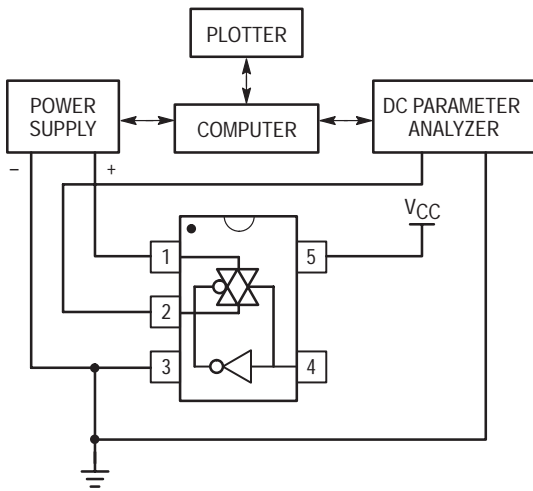 PLOTTER
POWER
SUPPLY
COMPUTER
DC PARAMETER
ANALYZER
–
+
VCC
1
5
2
3
4